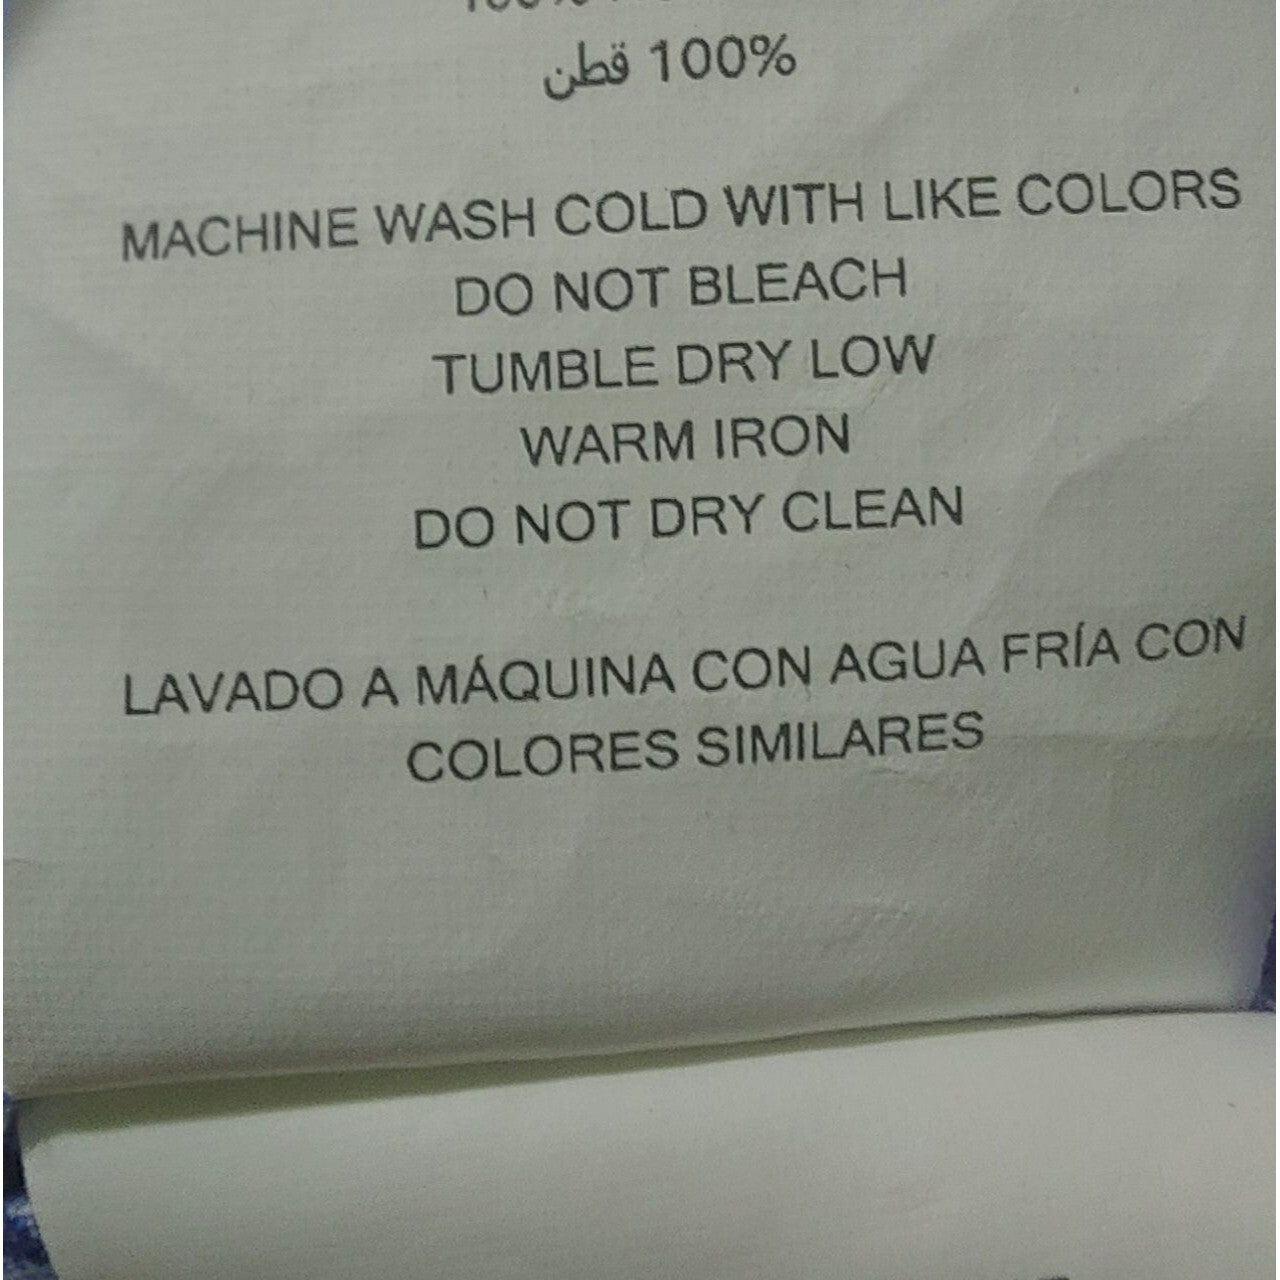 100% قطن
MACHINE WASH COLD WITH LIKE COLORS
DO NOT BLEACH
TUMBLE DRY LOW
WARM IRON
DO NOT DRY CLEAN
LAVADO A MÁQUINA CON AGUA FRÍA CON
COLORES SIMILARES